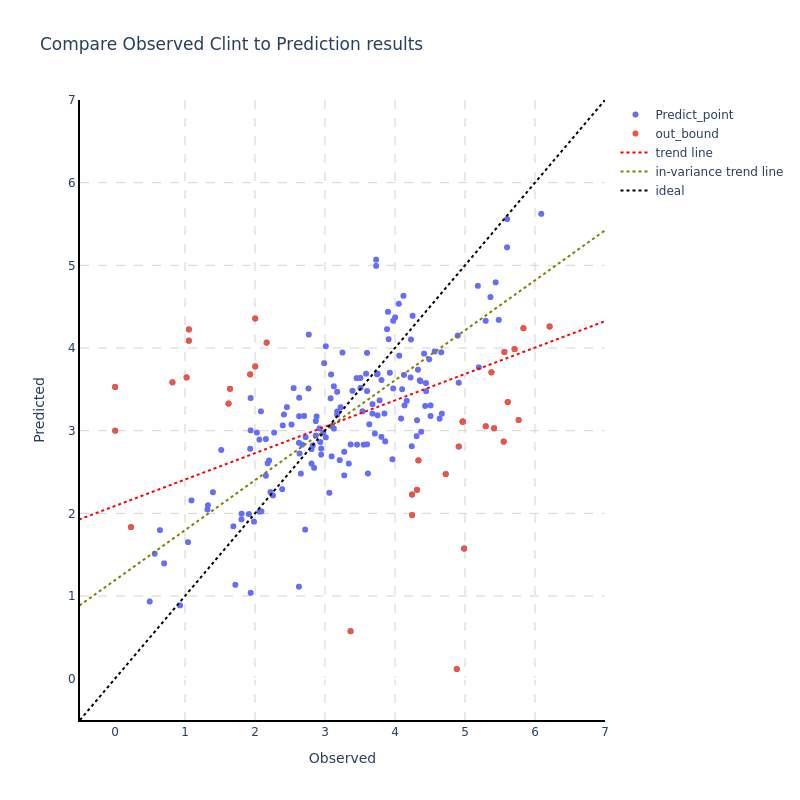 Compare Observed Clint to Prediction results
7
6
5
4
3
2
1
0
0
1
2
3
4
5
6
7
Predicted
Observed
Predict_point
out_bound
trend line
in-variance trend line
ideal